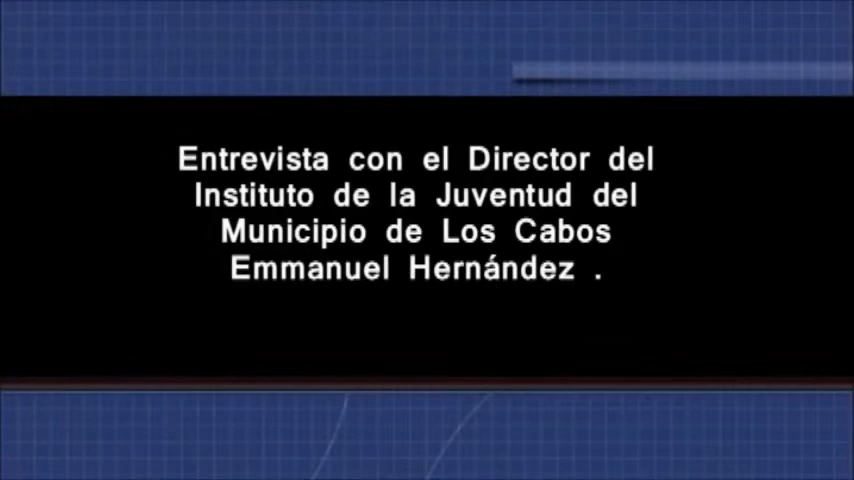 Entrevista con el Director del
Instituto de la Juventud del
Municipio de Los Cabos
Emmanuel Hernández .